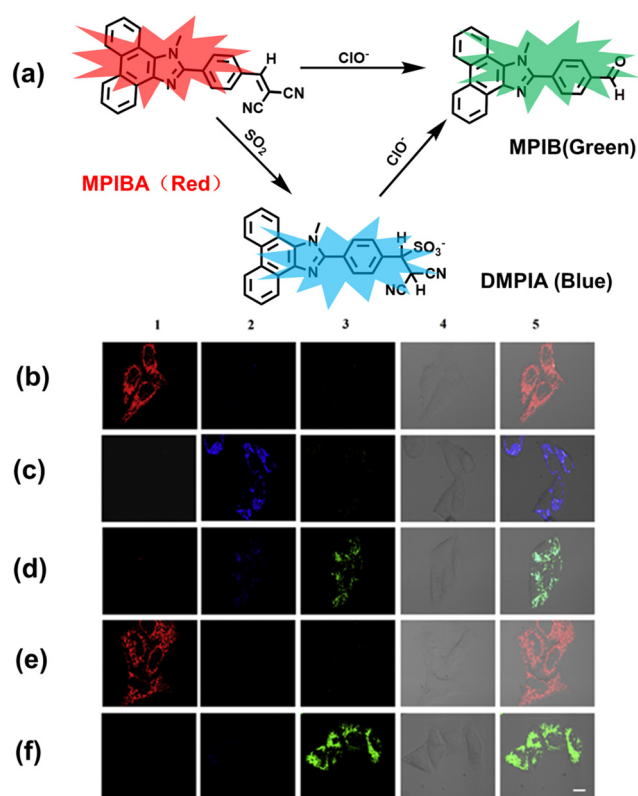 (a)
N
N
H
CN
NC
ClO⁻
N
N
O
H
MPIB(Green)
SO₂
ClO⁻
MPIBA（Red）
N
N
H
SO₃⁻
CN
NC
H
DMPIA (Blue)
1 2 3 4 5
(b)
(c)
(d)
(e)
(f)